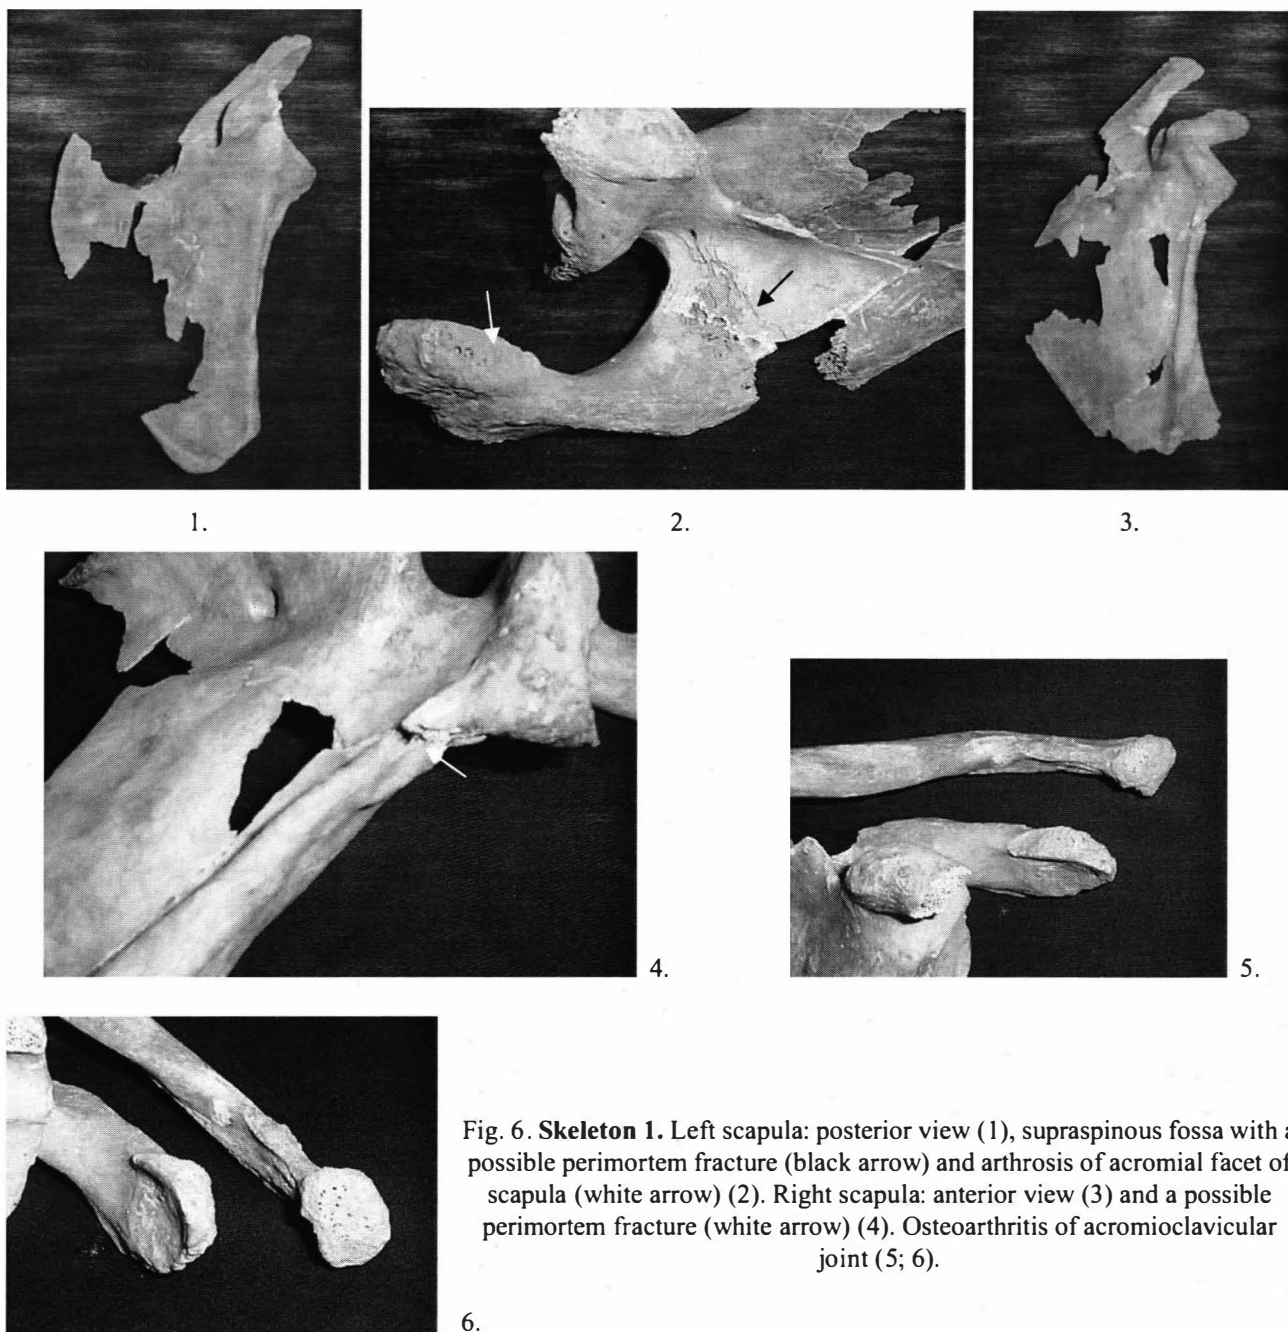 1.
2.
3.
4.
5.
Fig. 6. Skeleton 1. Left scapula: posterior view (1), supraspinous fossa with a
possible perimortem fracture (black arrow) and arthrosis of acromial facet of
scapula (white arrow) (2). Right scapula: anterior view (3) and a possible
perimortem fracture (white arrow) (4). Osteoarthritis of acromioclavicular
joint (5; 6).
6.